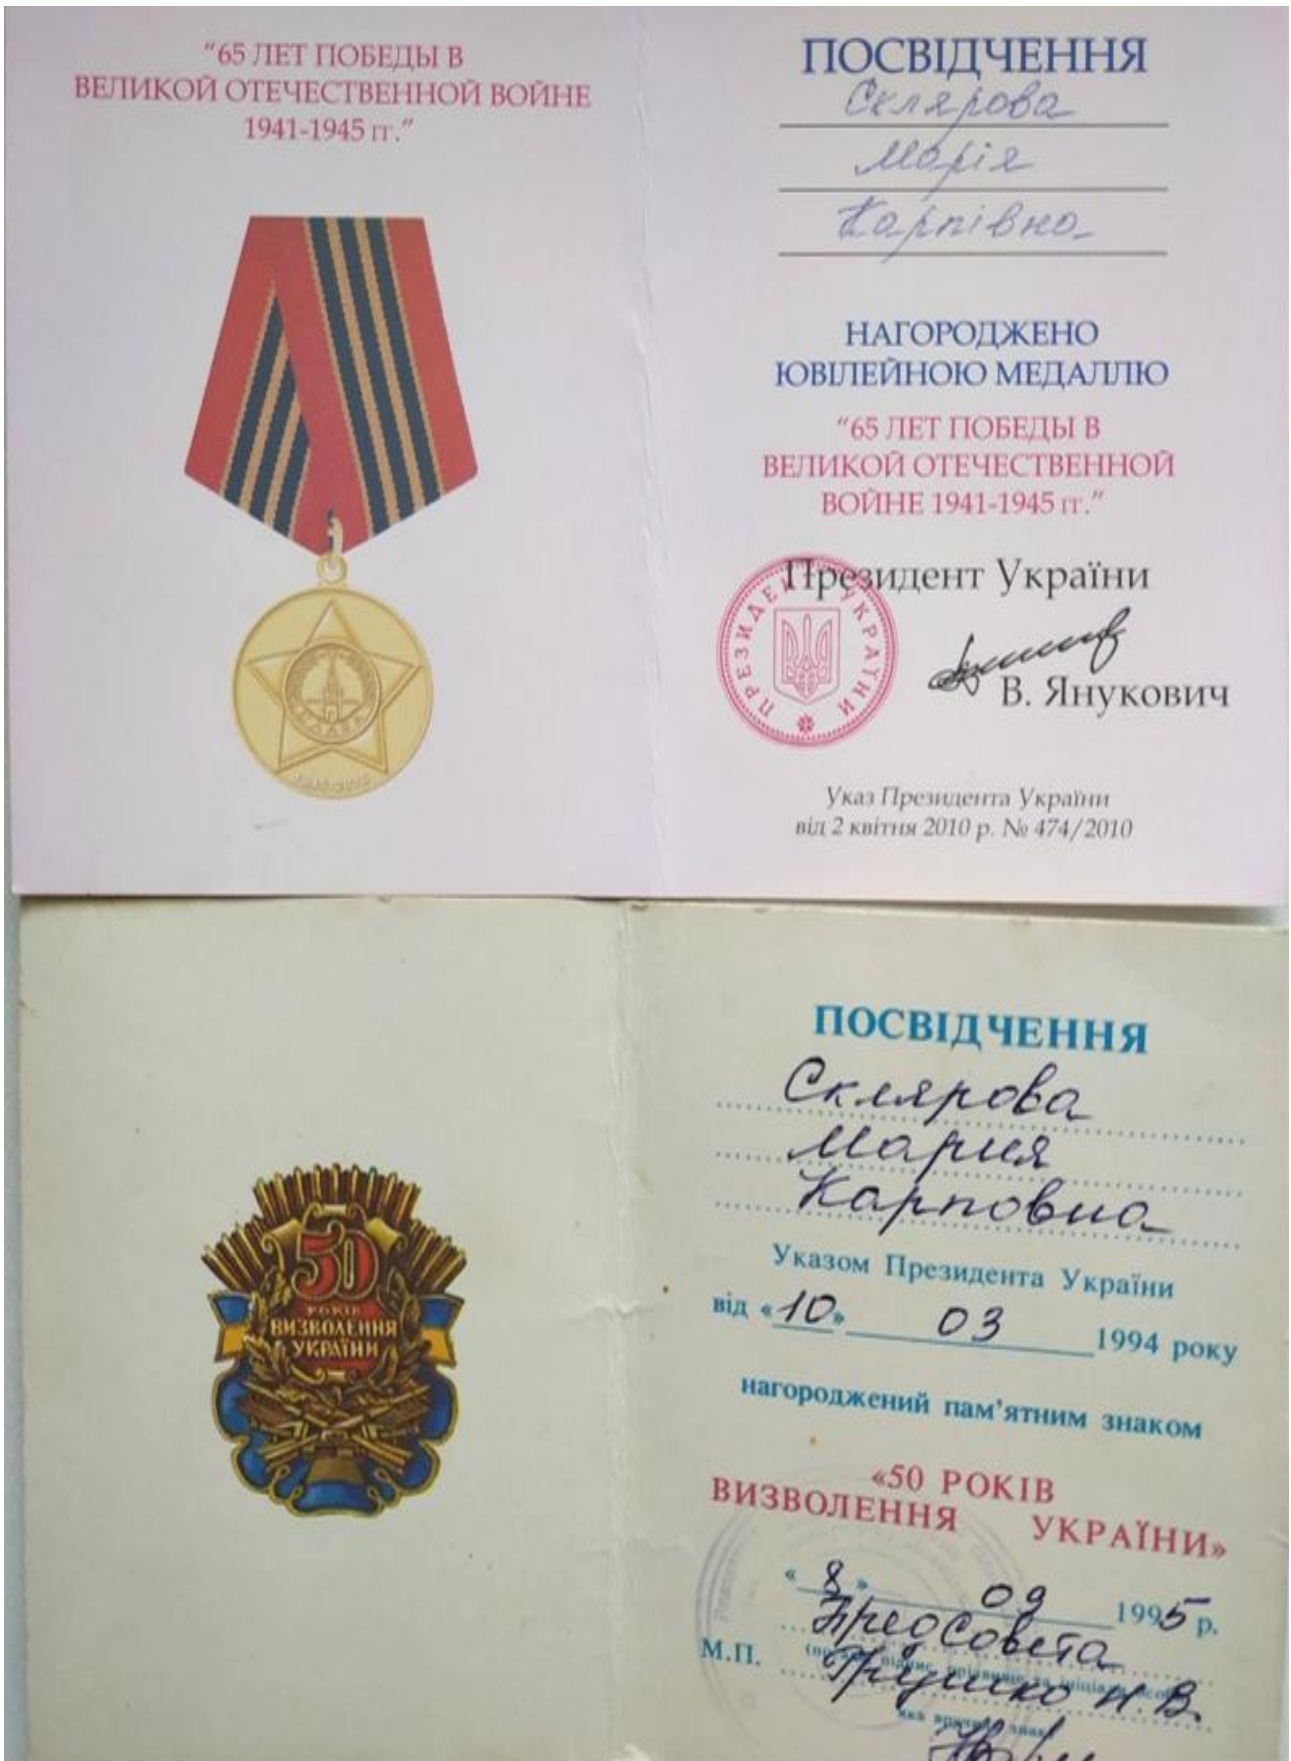 "65 ЛЕТ ПОБЕДЫ В
ВЕЛИКОЙ ОТЕЧЕСТВЕННОЙ ВОЙНЕ
1941-1945 гг."
ПОСВІДЧЕННЯ
Склярова
Марія
Карпівна
НАГОРОДЖЕНО
ЮВІЛЕЙНОЮ МЕДАЛЛЮ
"65 ЛЕТ ПОБЕДЫ В
ВЕЛИКОЙ ОТЕЧЕСТВЕННОЙ
ВОЙНЕ 1941-1945 гг."
Президент України
ПРЕЗИДЕНТ УКРАЇНИ
В. Янукович
Указ Президента України
від 2 квітня 2010 р. № 474/2010
50
РОКІВ
ВИЗВОЛЕННЯ
УКРАЇНИ
ПОСВІДЧЕННЯ
Склярова
Мария
Карповна
Указом Президента України
від «10» 03 1994 року
нагороджений пам'ятним знаком
«50 РОКІВ
ВИЗВОЛЕННЯ УКРАЇНИ»
«8» 09 1995 р.
ПредСовета
М.П.
Грушко Н.В.